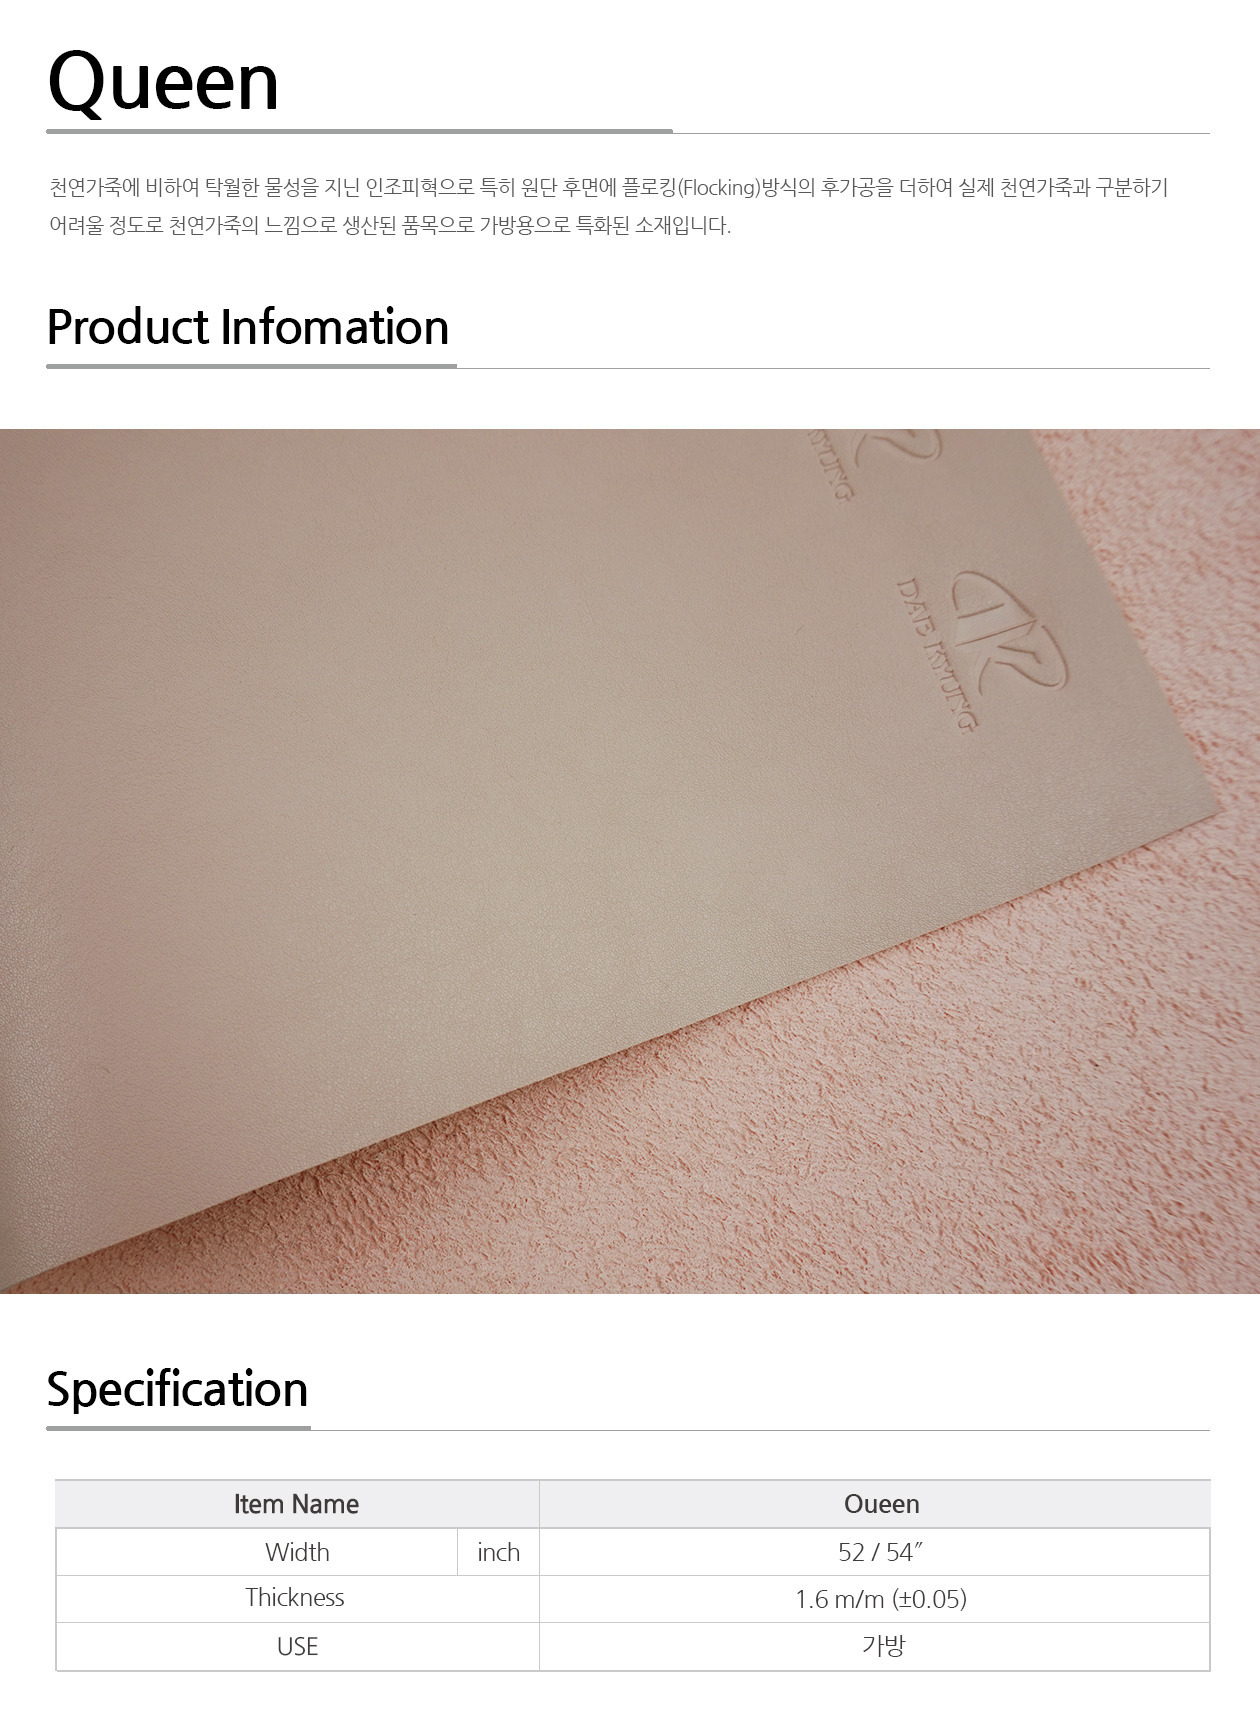 Queen
천연가죽에 비하여 탁월한 물성을 지닌 인조피혁으로 특히 원단 후면에 플로킹(Flocking)방식의 후가공을 더하여 실제 천연가죽과 구분하기
어려울 정도로 천연가죽의 느낌으로 생산된 품목으로 가방용으로 특화된 소재입니다.
Product Infomation
KYUNG
DK
DAE KYUNG
Specification
Item Name Oueen
Width inch 52 / 54″
Thickness 1.6 m/m (±0.05)
USE 가방